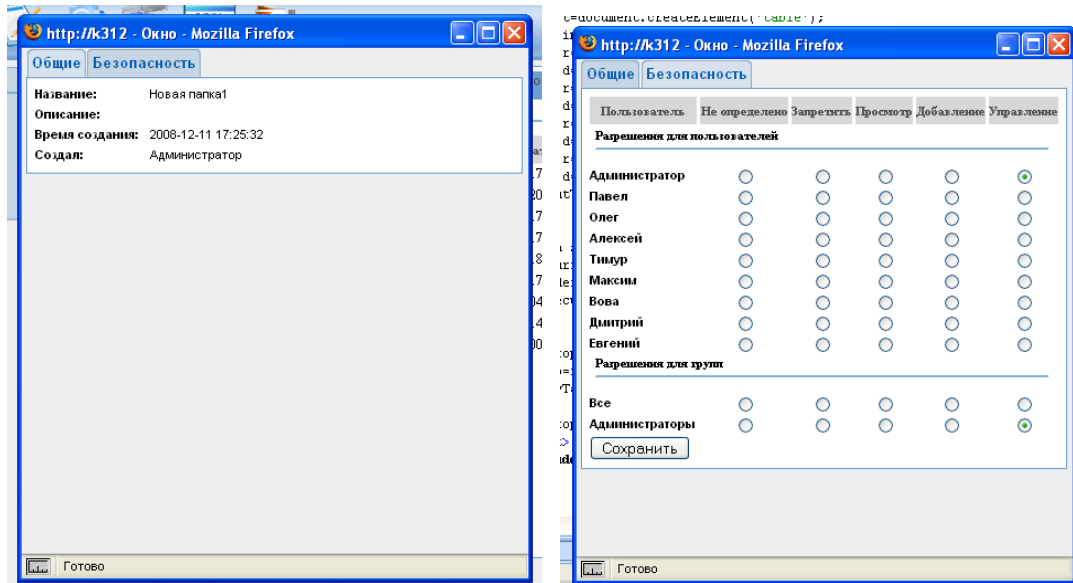 http://k312 - Окно - Mozilla Firefox
Общие Безопасность
Название: Новая папка1
Описание:
Время создания: 2008-12-11 17:25:32
Создал: Администратор
Готово
c=document.createElement('table');
http://k312 - Окно - Mozilla Firefox
Общие Безопасность
Пользователь Не определено Запретить Просмотр Добавление Управление
Разрешения для пользователей
Администратор
Павел
Олег
Алексей
Тимур
Максим
Вова
Дмитрий
Евгений
Разрешения для групп
Все
Администраторы
Сохранить
Готово